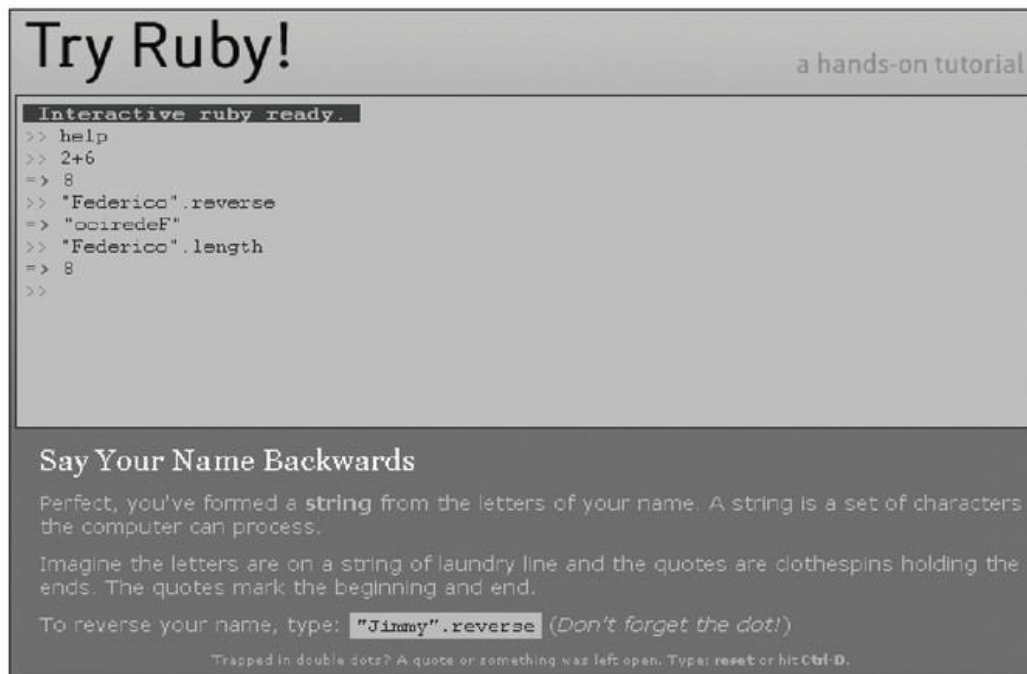 Try Ruby!
a hands-on tutorial
Interactive ruby ready.
>> help
>> 2+6
=> 8
>> "Federico".reverse
=> "ociredeF"
>> "Federico".length
=> 8
>>
Say Your Name Backwards
Perfect, you've formed a string from the letters of your name. A string is a set of characters
the computer can process.
Imagine the letters are on a string of laundry line and the quotes are clothespins holding the
ends. The quotes mark the beginning and end.
To reverse your name, type: "Jimmy".reverse (Don't forget the dot!)
Trapped in double dots? A quote or something was left open. Type: reset or hit Ctrl-D.